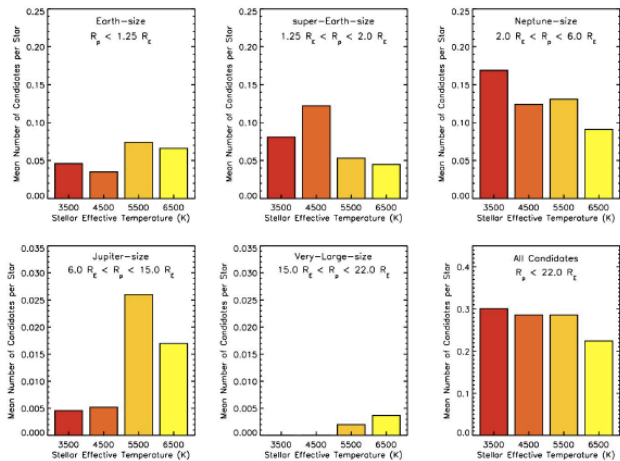 Earth-size
R_p < 1.25 R_E
Mean Number of Candidates per Star
0.25
0.20
0.15
0.10
0.05
0.00
3500 4500 5500 6500
Stellar Effective Temperature (K)
super-Earth-size
1.25 R_E < R_p < 2.0 R_E
Mean Number of Candidates per Star
0.25
0.20
0.15
0.10
0.05
0.00
3500 4500 5500 6500
Stellar Effective Temperature (K)
Neptune-size
2.0 R_E < R_p < 6.0 R_E
Mean Number of Candidates per Star
0.25
0.20
0.15
0.10
0.05
0.00
3500 4500 5500 6500
Stellar Effective Temperature (K)
Jupiter-size
6.0 R_E < R_p < 15.0 R_E
Mean Number of Candidates per Star
0.035
0.030
0.025
0.020
0.015
0.010
0.005
0.000
3500 4500 5500 6500
Stellar Effective Temperature (K)
Very-Large-size
15.0 R_E < R_p < 22.0 R_E
Mean Number of Candidates per Star
0.035
0.030
0.025
0.020
0.015
0.010
0.005
0.000
3500 4500 5500 6500
Stellar Effective Temperature (K)
All Candidates
R_p < 22.0 R_E
Mean Number of Candidates per Star
0.4
0.3
0.2
0.1
0.0
3500 4500 5500 6500
Stellar Effective Temperature (K)